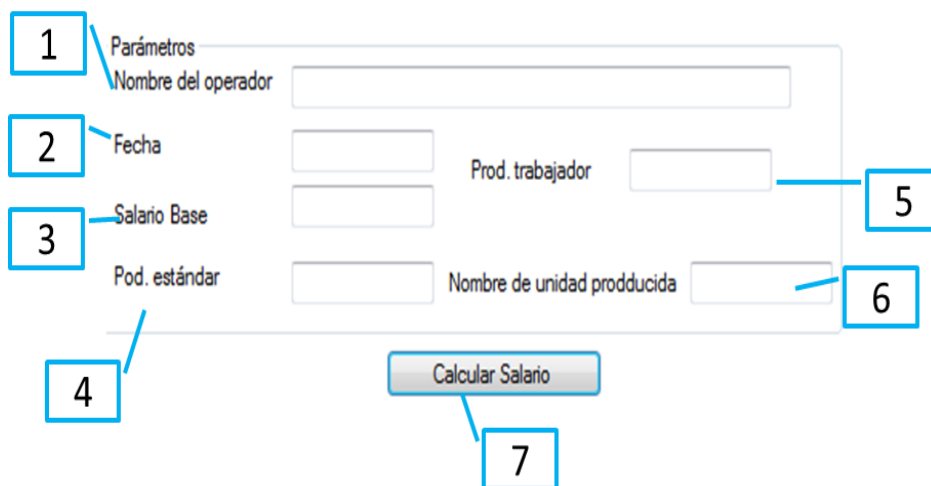 1
Parámetros
Nombre del operador
2
Fecha
Prod. trabajador
5
3
Salario Base
Pod. estándar
Nombre de unidad prodducida
6
4
Calcular Salario
7